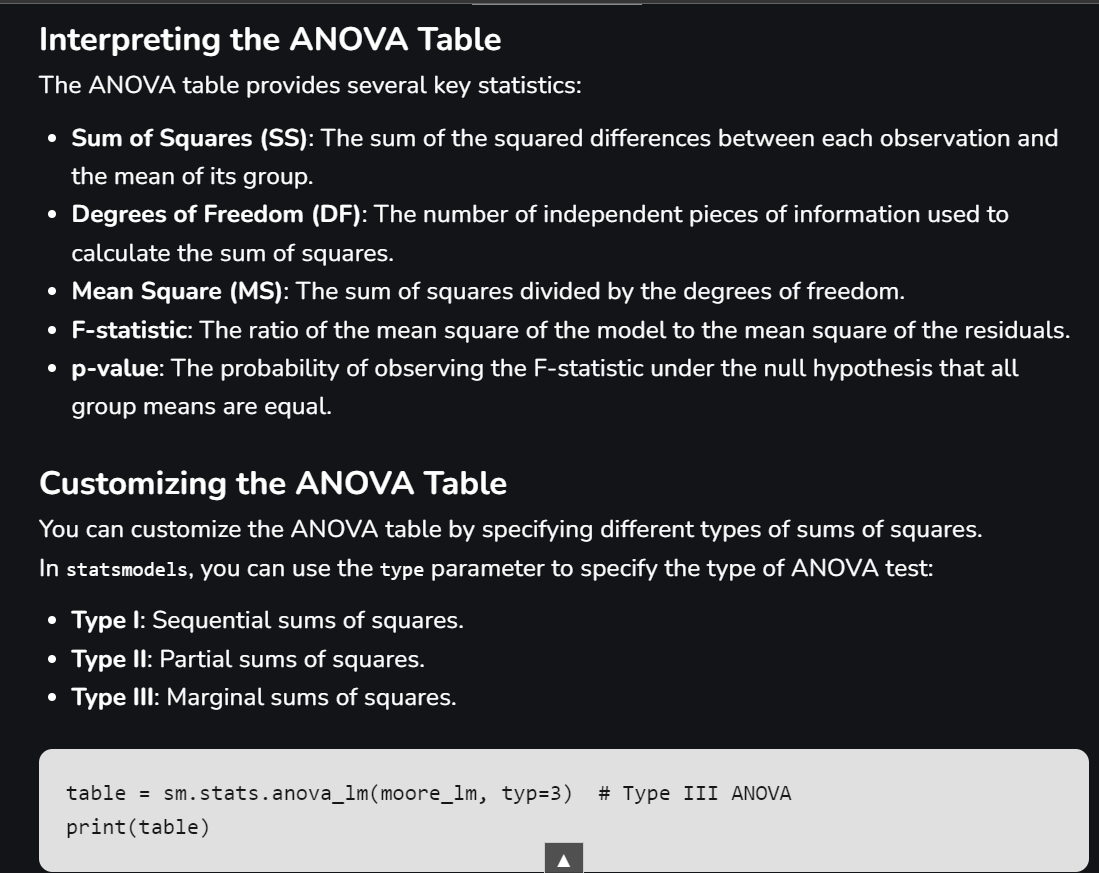 Interpreting the ANOVA Table
The ANOVA table provides several key statistics:
• Sum of Squares (SS): The sum of the squared differences between each observation and
the mean of its group.
• Degrees of Freedom (DF): The number of independent pieces of information used to
calculate the sum of squares.
• Mean Square (MS): The sum of squares divided by the degrees of freedom.
• F-statistic: The ratio of the mean square of the model to the mean square of the residuals.
• p-value: The probability of observing the F-statistic under the null hypothesis that all
group means are equal.
Customizing the ANOVA Table
You can customize the ANOVA table by specifying different types of sums of squares.
In statsmodels, you can use the type parameter to specify the type of ANOVA test:
• Type I: Sequential sums of squares.
• Type II: Partial sums of squares.
• Type III: Marginal sums of squares.
table = sm.stats.anova_lm(moore_lm, typ=3)  # Type III ANOVA
print(table)